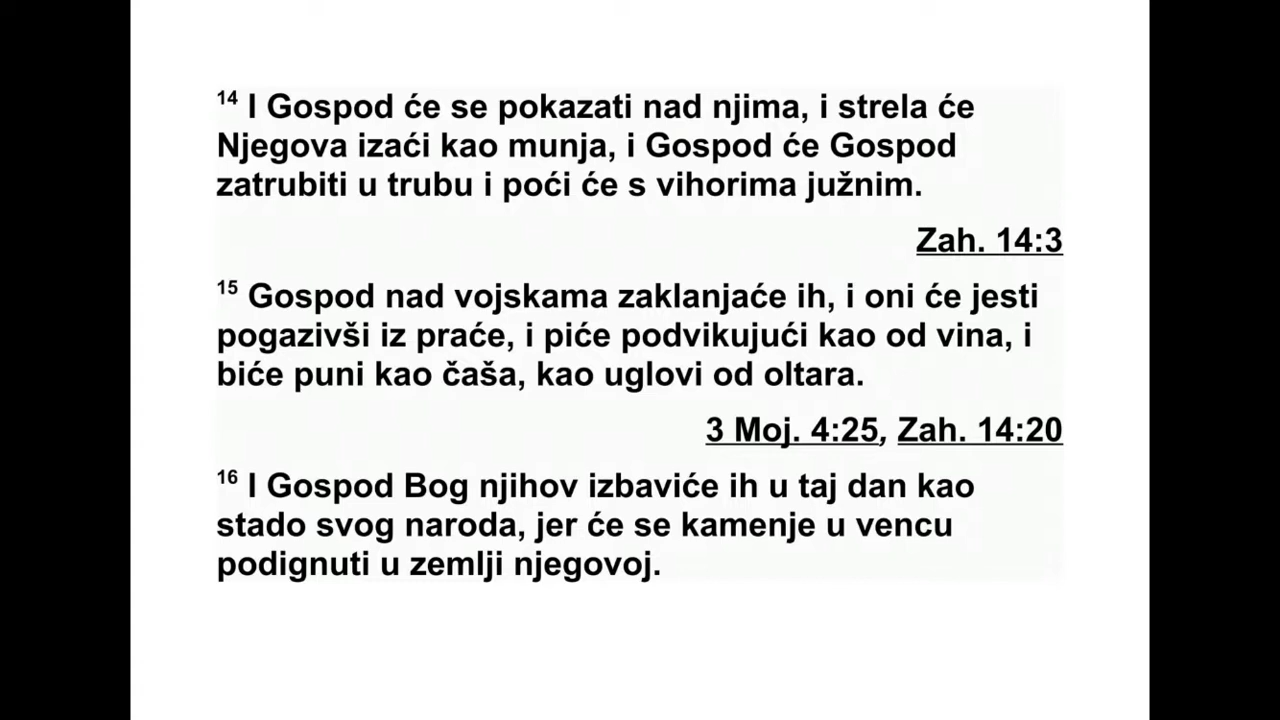 14 I Gospod će se pokazati nad njima, i strela će
Njegova izaći kao munja, i Gospod će Gospod
zatrubiti u trubu i poći će s vihorima južnim.
Zah. 14:3
15 Gospod nad vojskama zaklanjaće ih, i oni će jesti
pogazivši iz praće, i piće podvikujući kao od vina, i
biće puni kao čaša, kao uglovi od oltara.
3 Moj. 4:25, Zah. 14:20
16 I Gospod Bog njihov izbaviće ih u taj dan kao
stado svog naroda, jer će se kamenje u vencu
podignuti u zemlji njegovoj.